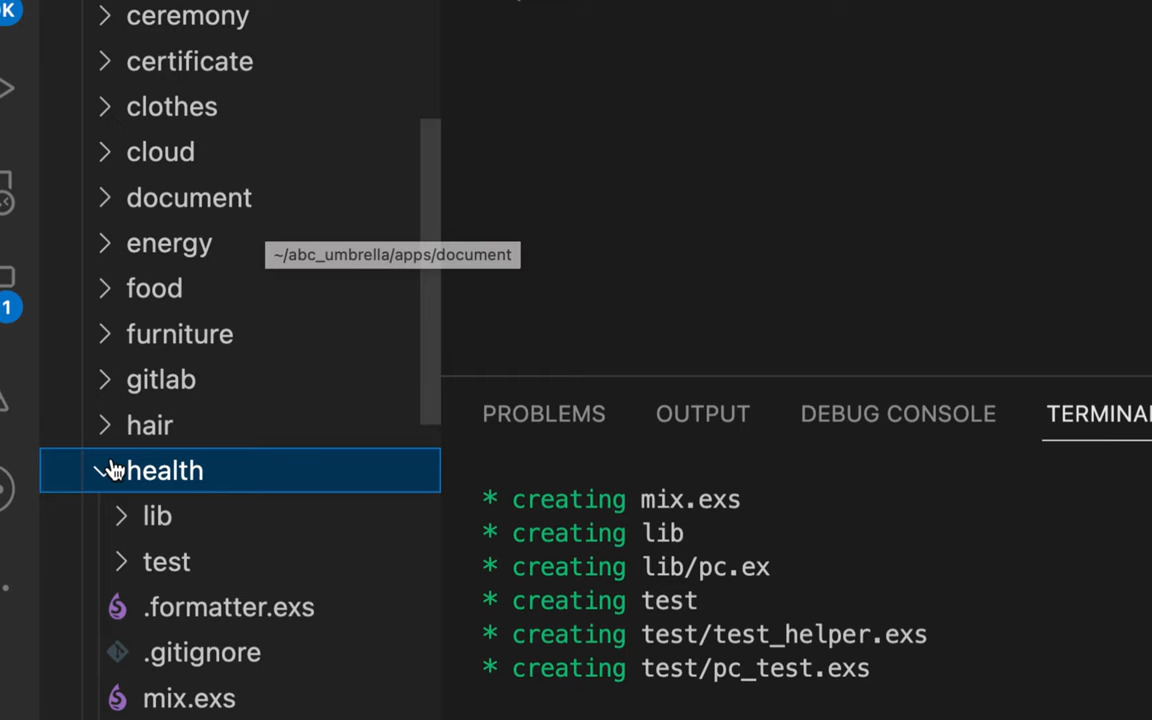 K
ceremony
certificate
clothes
cloud
document
energy
~/abc_umbrella/apps/document
food
furniture
gitlab
hair
health
lib
test
.formatter.exs
.gitignore
mix.exs
1
PROBLEMS OUTPUT DEBUG CONSOLE TERMINA
* creating mix.exs
* creating lib
* creating lib/pc.ex
* creating test
* creating test/test_helper.exs
* creating test/pc_test.exs